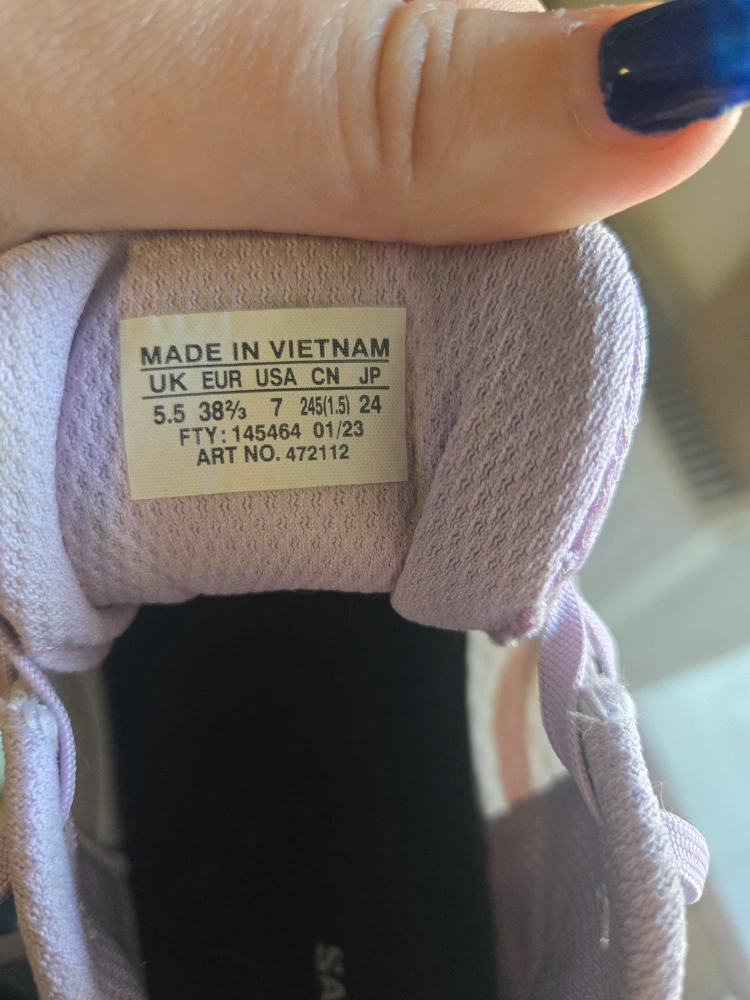 MADE IN VIETNAM
UK EUR USA CN JP
5.5 38⅔ 7 245(1.5) 24
FTY: 145464 01/23
ART NO. 472112
SA